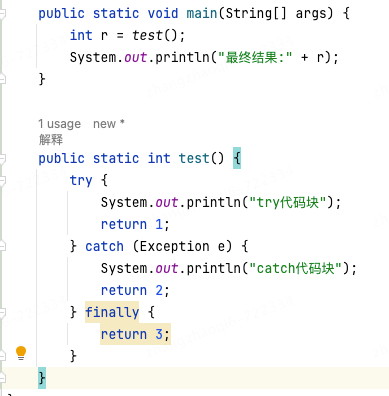 public static void main(String[] args) {
int r = test();
System.out.println("最终结果:" + r);
}
1 usage new *
解释
public static int test() {
try {
System.out.println("try代码块");
return 1;
} catch (Exception e) {
System.out.println("catch代码块");
return 2;
} finally {
return 3;
}
}